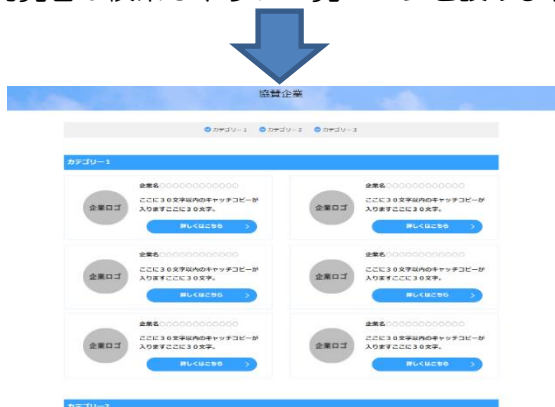 協賛企業
カテゴリー1 カテゴリー2 カテゴリー3
カテゴリー1
企業ロゴ
企業名○○○○○○○○○○○○
ここに30文字以内のキャッチコピーが
入りますここに30文字。
詳しくはこちら >
企業ロゴ
企業名○○○○○○○○○○○○
ここに30文字以内のキャッチコピーが
入りますここに30文字。
詳しくはこちら >
企業ロゴ
企業名○○○○○○○○○○○○
ここに30文字以内のキャッチコピーが
入りますここに30文字。
詳しくはこちら >
企業ロゴ
企業名○○○○○○○○○○○○
ここに30文字以内のキャッチコピーが
入りますここに30文字。
詳しくはこちら >
企業ロゴ
企業名○○○○○○○○○○○○
ここに30文字以内のキャッチコピーが
入りますここに30文字。
詳しくはこちら >
企業ロゴ
企業名○○○○○○○○○○○○
ここに30文字以内のキャッチコピーが
入りますここに30文字。
詳しくはこちら >
カテゴリー2